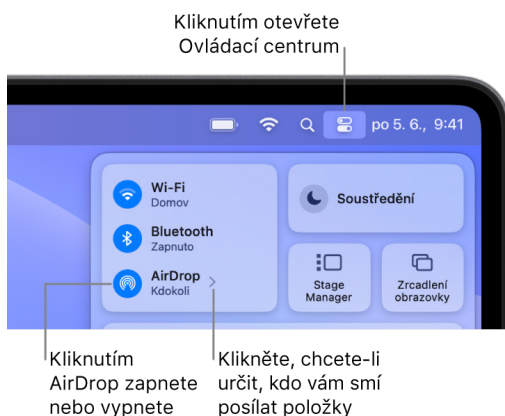 Kliknutím otevřete
Ovládací centrum
po 5. 6., 9:41
Wi-Fi
Domov
Bluetooth
Zapnuto
AirDrop
Kdokoli
Soustředění
Stage
Manager
Zrcadlení
obrazovky
Kliknutím
AirDrop zapnete
nebo vypnete
Klikněte, chcete-li
určit, kdo vám smí
posílat položky